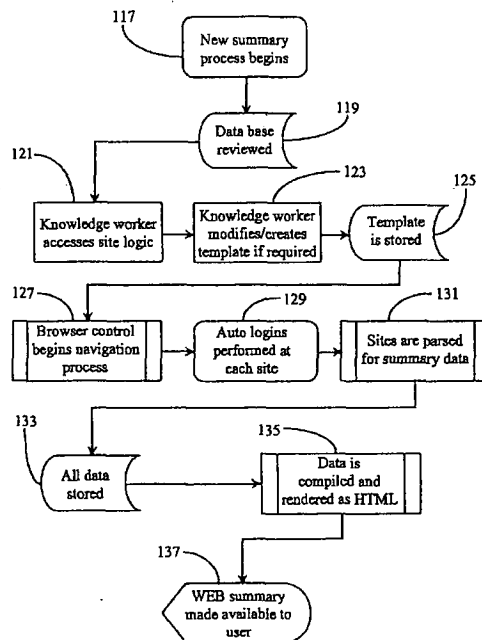 117
New summary
process begins
119
Data base
reviewed
121
Knowledge worker
accesses site logic
123
Knowledge worker
modifies/creates
template if required
125
Template
is stored
127
Browser control
begins navigation
process
129
Auto logins
performed at
each site
131
Sites are parsed
for summary data
133
All data
stored
135
Data is
compiled and
rendered as HTML
137
WEB summary
made available to
user